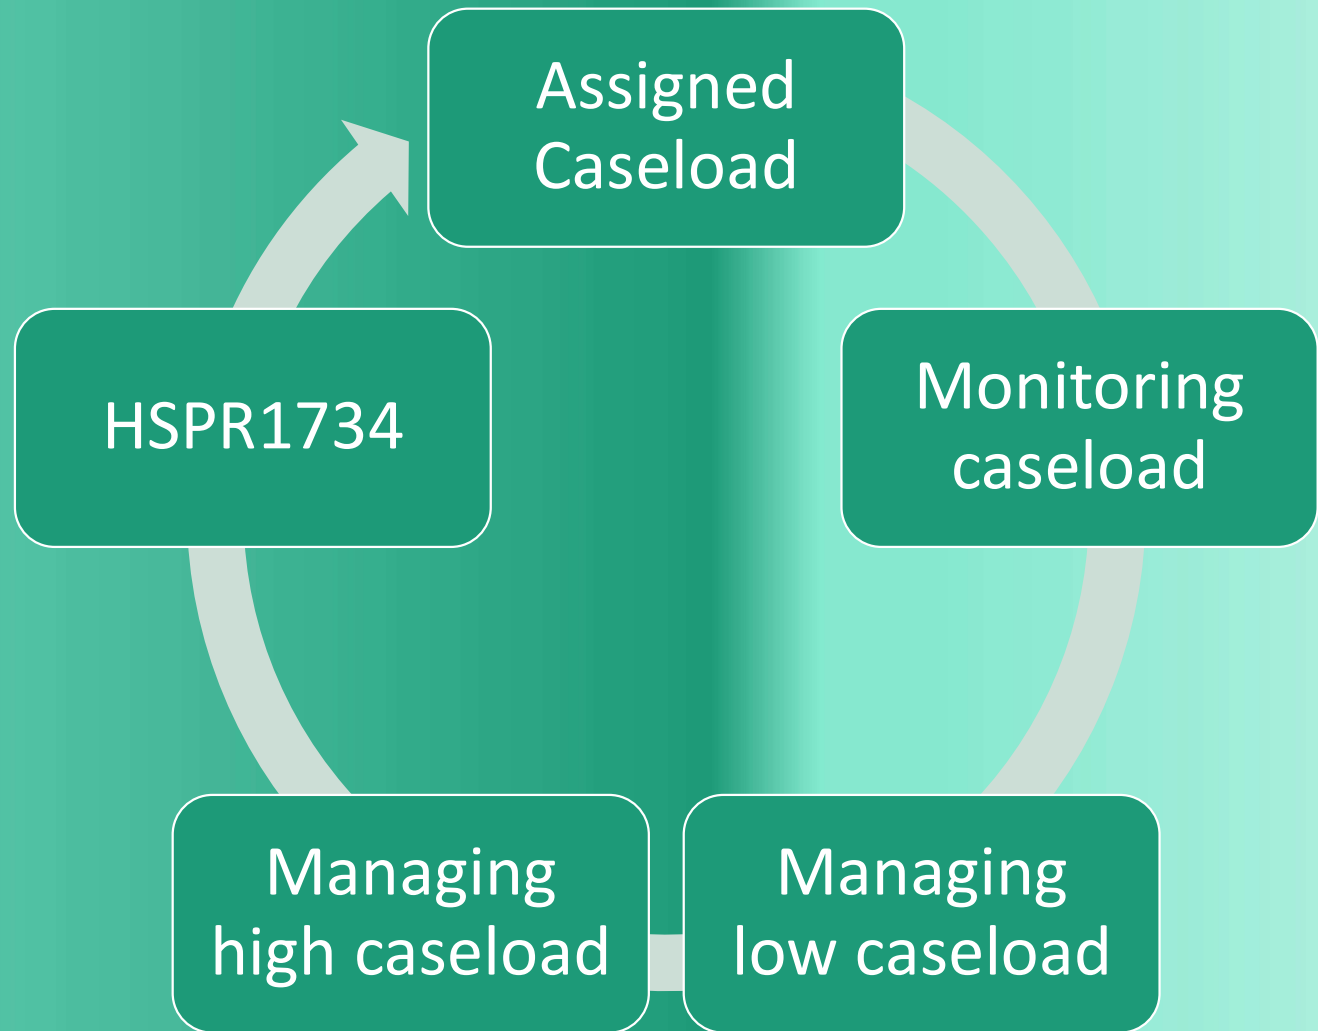 Assigned
Caseload
Monitoring
caseload
Managing
low caseload
Managing
high caseload
HSPR1734